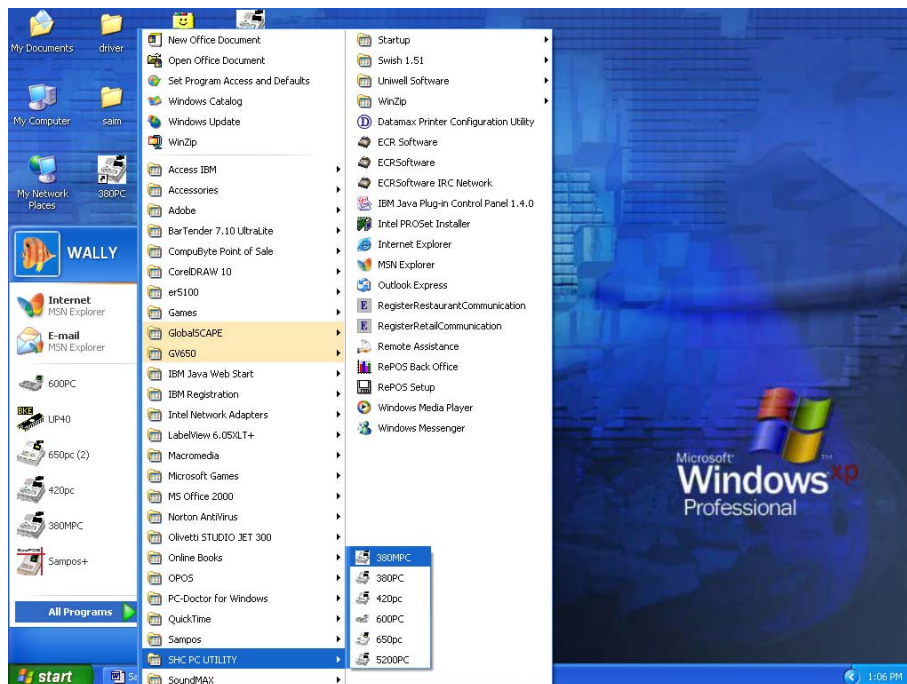 My Documents
driver
My Computer
saim
My Network
Places
380PC
WALLY
Internet
MSN Explorer
E-mail
MSN Explorer
600PC
BKE
UP40
650pc (2)
420pc
380MPC
Sampos+
All Programs
New Office Document
Open Office Document
Set Program Access and Defaults
Windows Catalog
Windows Update
WinZip
Access IBM
Accessories
Adobe
BarTender 7.10 UltraLite
CompuByte Point of Sale
CorelDRAW 10
er5100
Games
GlobalSCAPE
GV650
IBM Java Web Start
IBM Registration
Intel Network Adapters
LabelView 6.05XLT+
Macromedia
Microsoft Games
MS Office 2000
Norton AntiVirus
Olivetti STUDIO JET 300
Online Books
OPOS
PC-Doctor for Windows
QuickTime
Sampos
SHC PC UTILITY
SoundMAX
Startup
Swish 1.51
Uniwell Software
WinZip
Datamax Printer Configuration Utility
ECR Software
ECRSoftware
ECRSoftware IRC Network
IBM Java Plug-in Control Panel 1.4.0
Intel PROSet Installer
Internet Explorer
MSN Explorer
Outlook Express
RegisterRestaurantCommunication
RegisterRetailCommunication
Remote Assistance
RePOS Back Office
RePOS Setup
Windows Media Player
Windows Messenger
380MPC
380PC
420pc
600PC
650pc
5200PC
Microsoft
Windows xp
Professional
start
1:06 PM